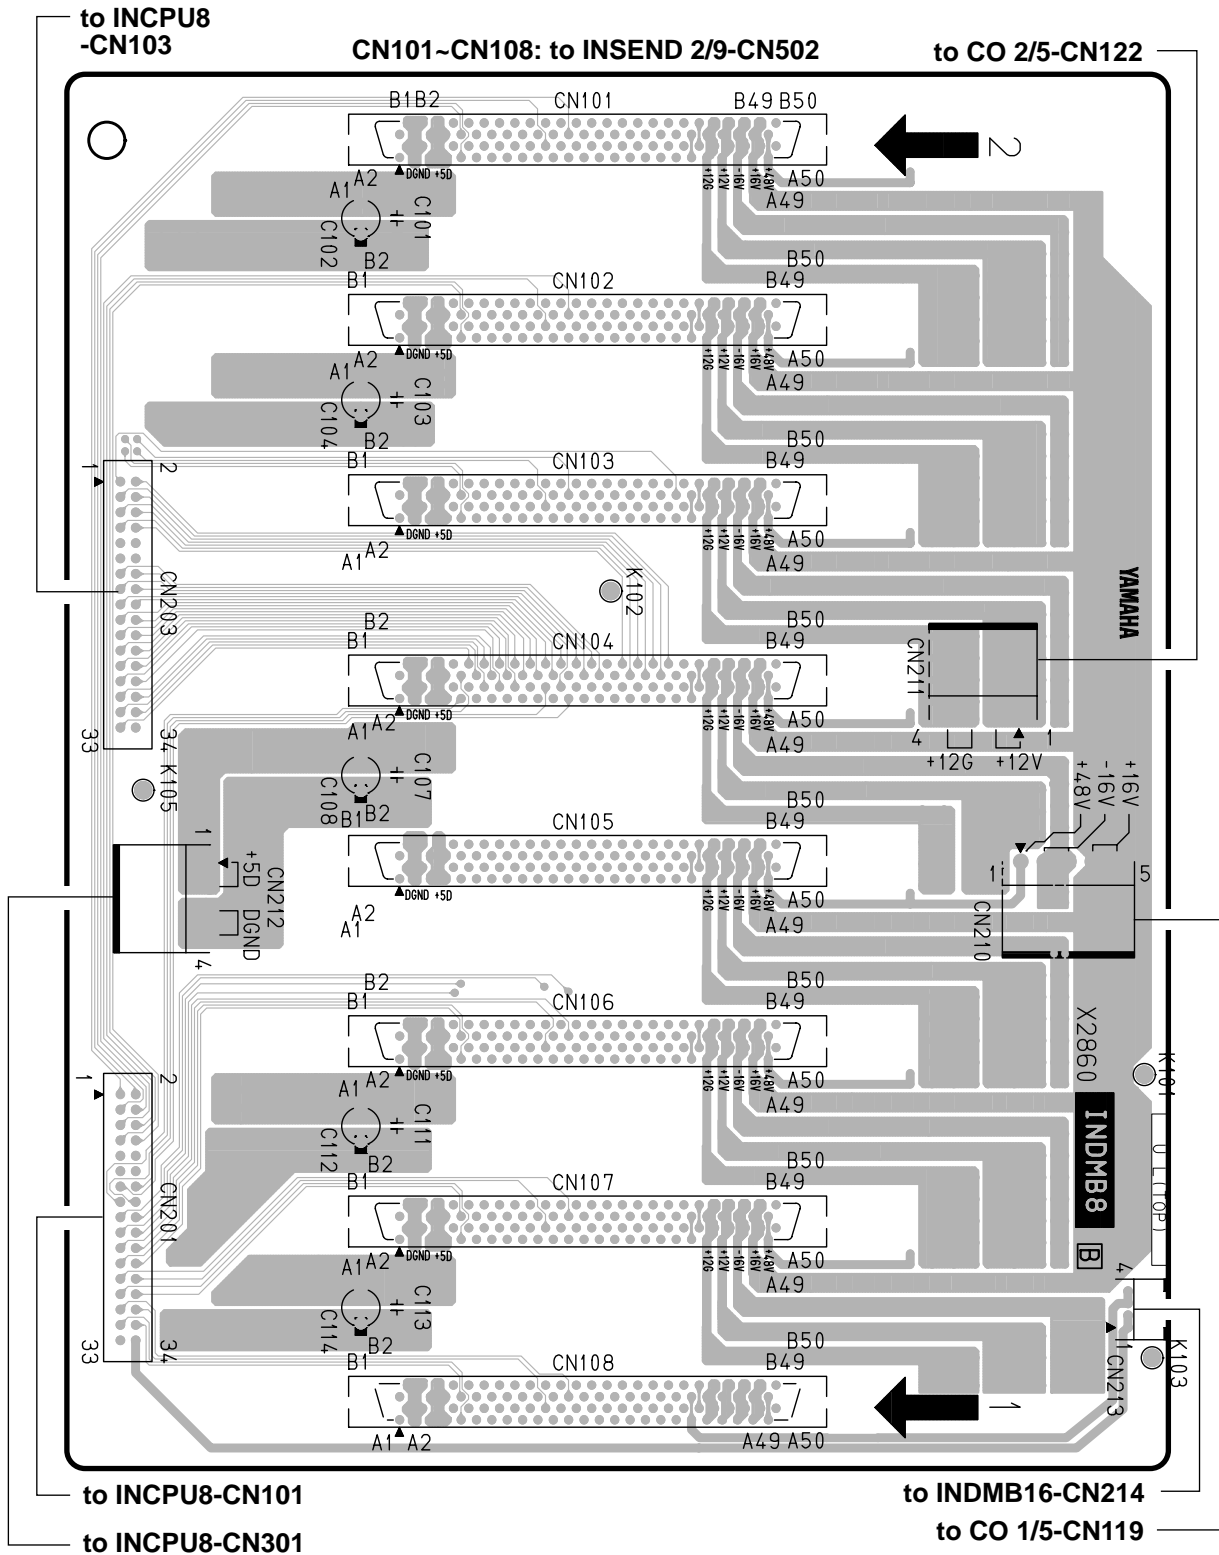 to INCPU8
-CN103
CN101~CN108: to INSEND 2/9-CN502
to CO 2/5-CN122
B1 B2 CN101 B49 B50
2
DGND +5D
+12G +12V -16V +16V +48V
A50
A49
A1 A2
C101
C102
B2
B1
CN102
B50
B49
DGND +5D
+12G +12V -16V +16V +48V
A50
A49
A1 A2
C103
C104
B2
B1
CN103
B50
B49
1 2
DGND +5D
+12G +12V -16V +16V +48V
A50
A49
A1 A2
CN203
K102
YAMAHA
B2
B1
CN104
B50
B49
CN211
DGND +5D
+12G +12V -16V +16V +48V
A50
A49
A1 A2
33 34
4 1
+12G +12V
K105
C107
C108
+48V -16V +16V
B1 B2
CN105
B50
B49
1
+5D
CN212
DGND
4
DGND +5D
+12G +12V -16V +16V +48V
1 5
CN210
A50
A49
A1 A2
B2
B1
CN106
B50
B49
X2860
K101
1 2
DGND +5D
+12G +12V -16V +16V +48V
A50
A49
A1 A2
INDMB8
C111
C112
U L (TOP)
B2
B1
CN107
B50
B49
CN201
B
DGND +5D
+12G +12V -16V +16V +48V
A50
A49
A1 A2
4
C113
C114
1
CN213
K103
33 34
B2
B1
CN108
B50
B49
1
A1 A2
A49 A50
to INCPU8-CN101
to INDMB16-CN214
to INCPU8-CN301
to CO 1/5-CN119